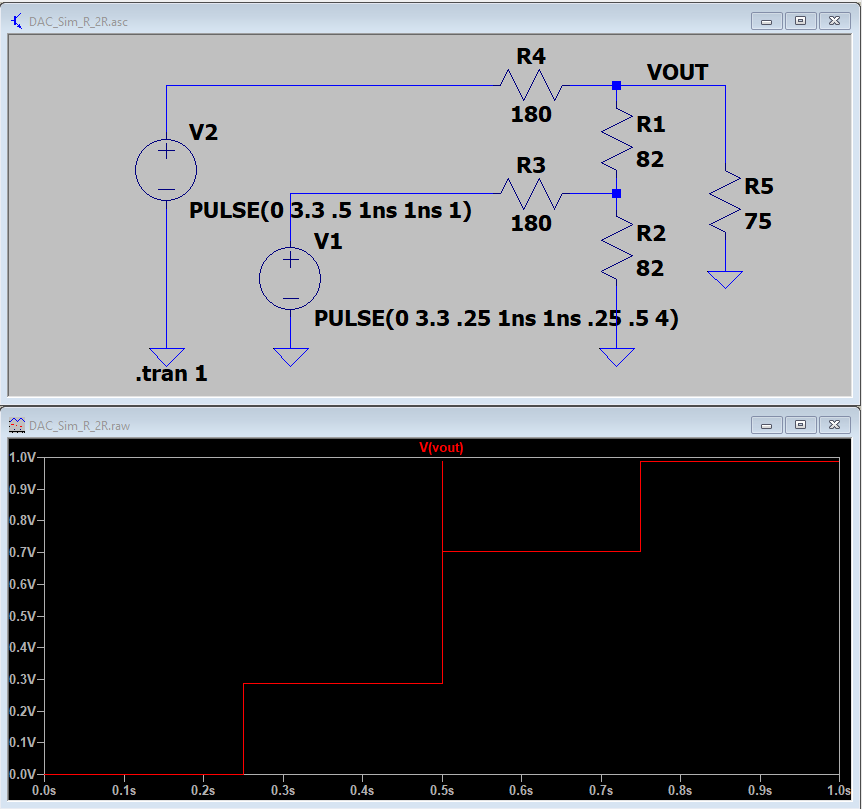 DAC_Sim_R_2R.asc
R4
VOUT
180
V2
R1
82
R3
R5
PULSE(0 3.3 .5 1ns 1ns 1)
180
75
V1
R2
82
PULSE(0 3.3 .25 1ns 1ns .25 .5 4)
.tran 1
DAC_Sim_R_2R.raw
V(vout)
1.0V
0.9V
0.8V
0.7V
0.6V
0.5V
0.4V
0.3V
0.2V
0.1V
0.0V
0.0s 0.1s 0.2s 0.3s 0.4s 0.5s 0.6s 0.7s 0.8s 0.9s 1.0s